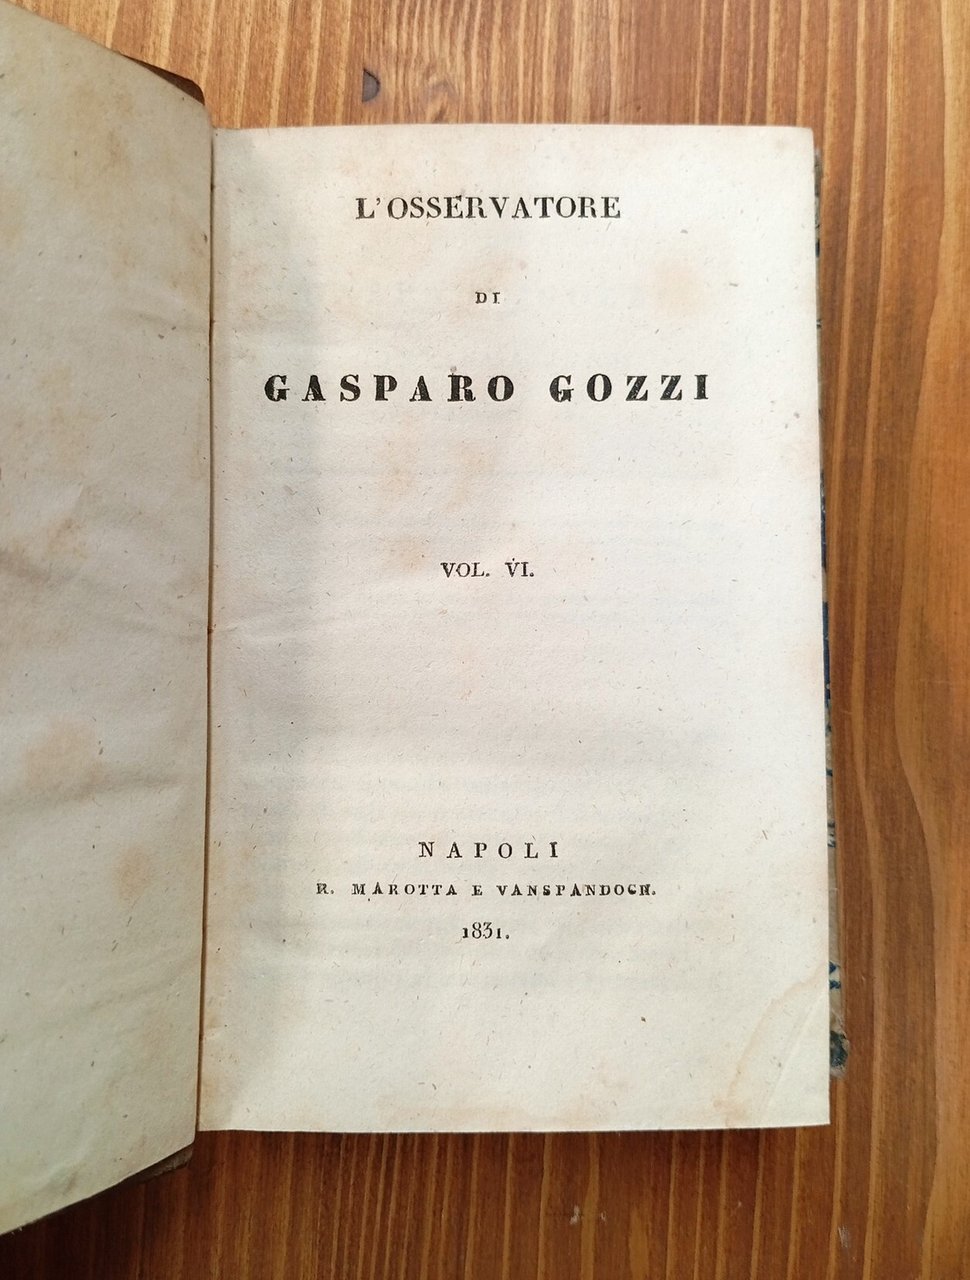 L'OSSERVATORE
DI
GASPARO GOZZI
VOL. VI.
NAPOLI
R. MAROTTA E VANSPANDOCH.
1831.